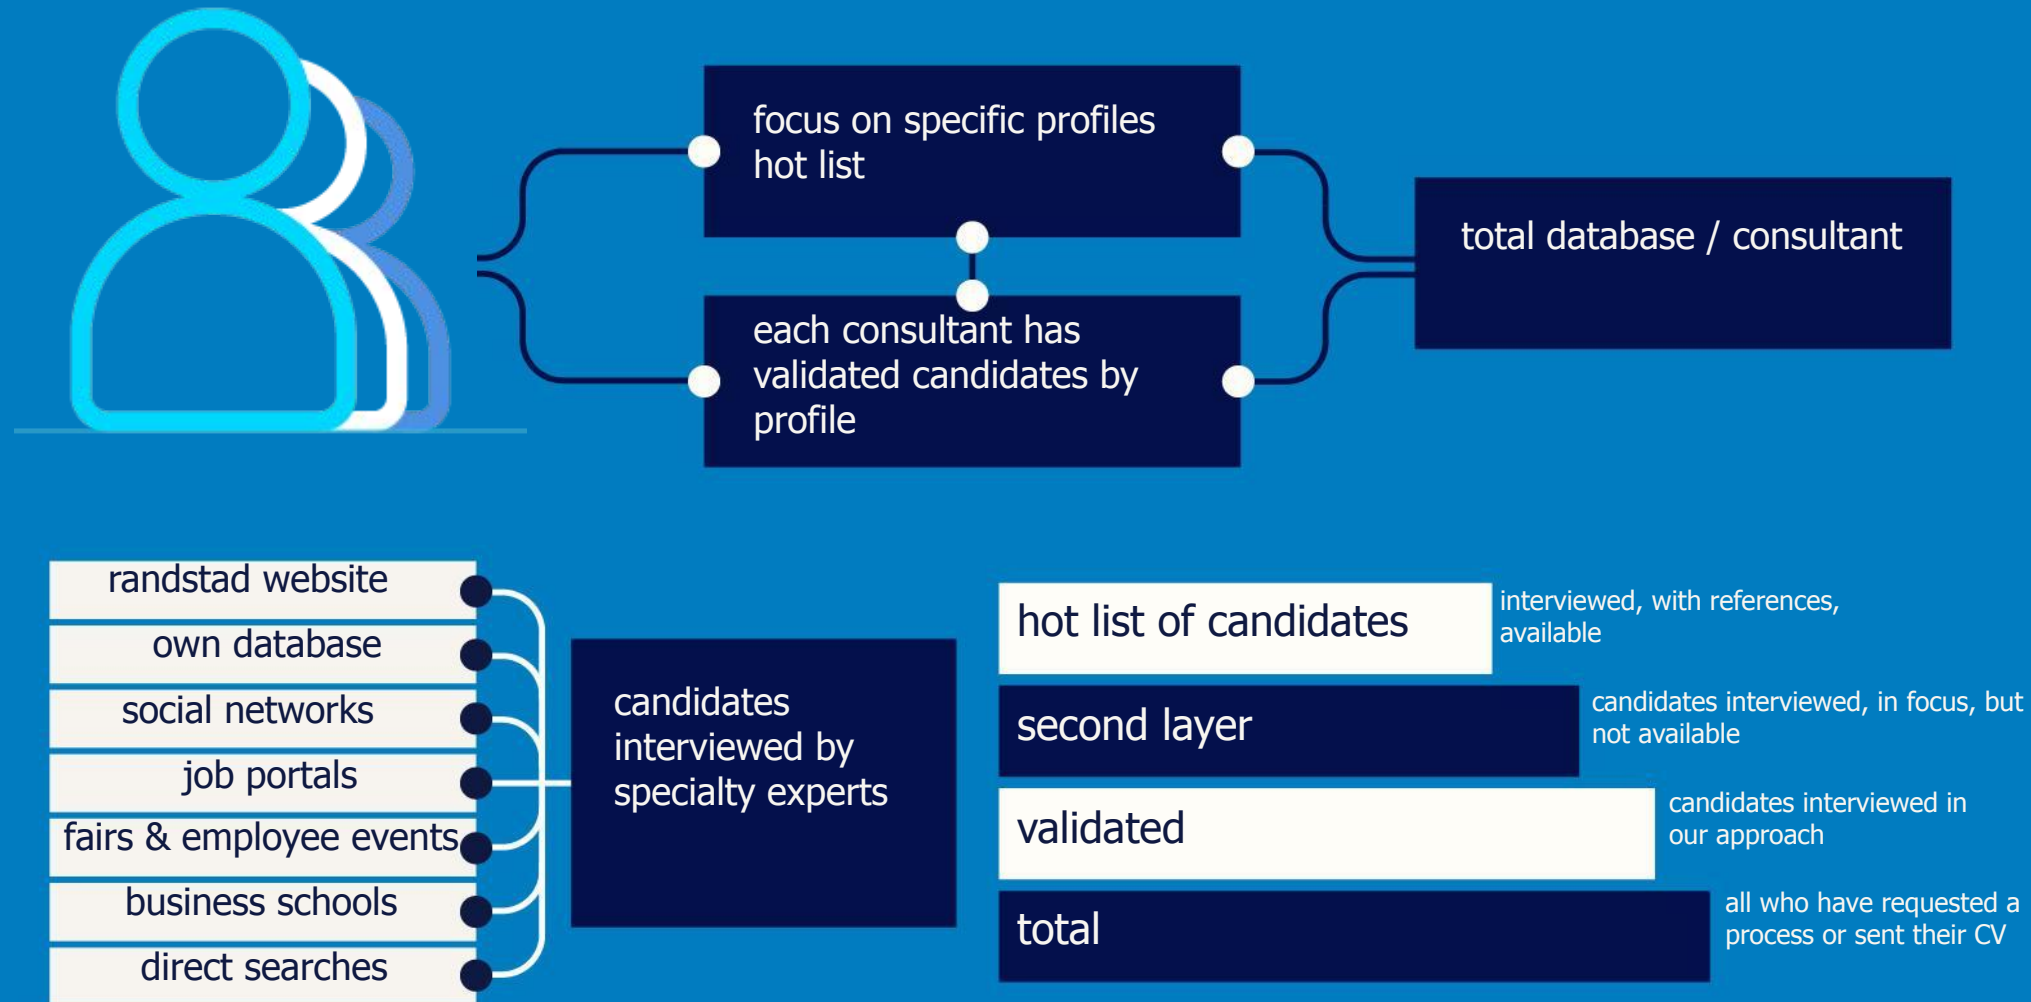 focus on specific profiles
hot list
total database / consultant
each consultant has
validated candidates by
profile
randstad website
own database
social networks
job portals
fairs & employee events
business schools
direct searches
candidates
interviewed by
specialty experts
hot list of candidates
interviewed, with references,
available
second layer
candidates interviewed, in focus, but
not available
validated
candidates interviewed in
our approach
total
all who have requested a
process or sent their CV